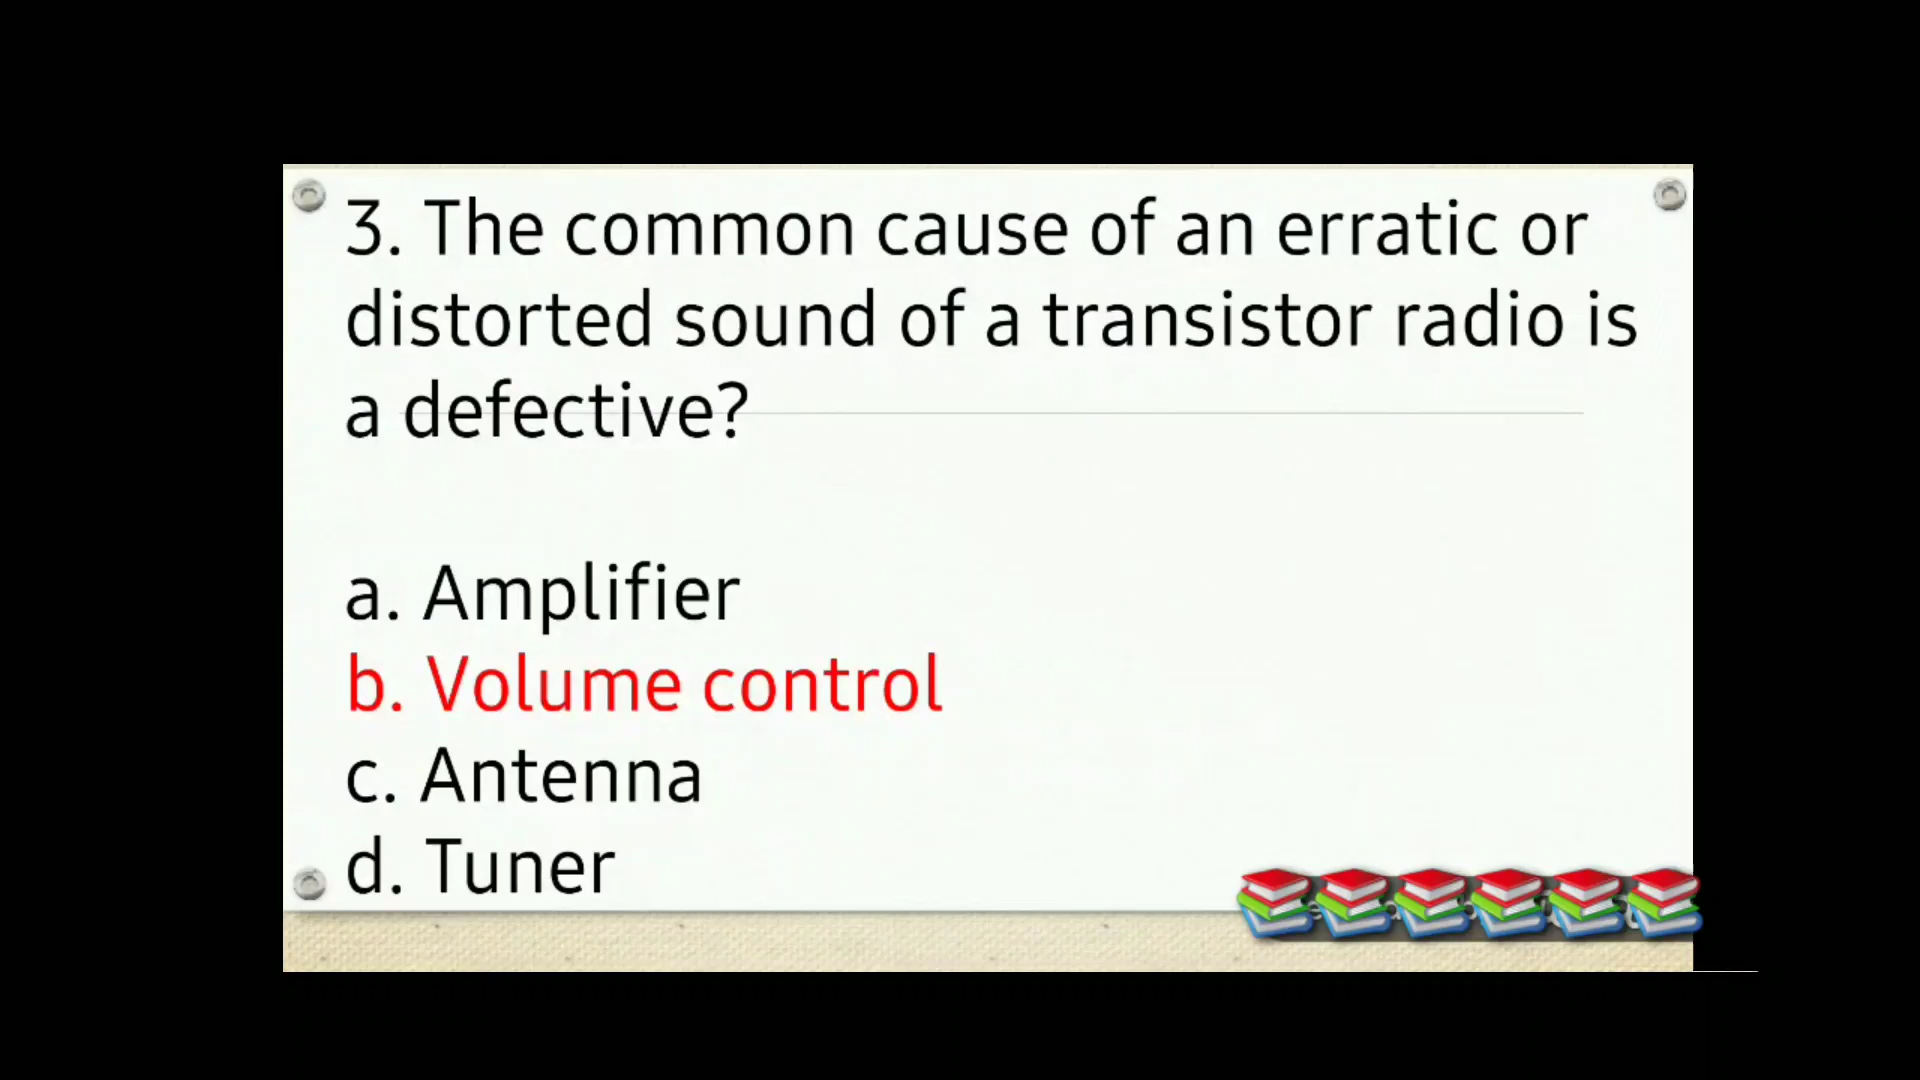 3. The common cause of an erratic or
distorted sound of a transistor radio is
a defective?
a. Amplifier
b. Volume control
c. Antenna
d. Tuner